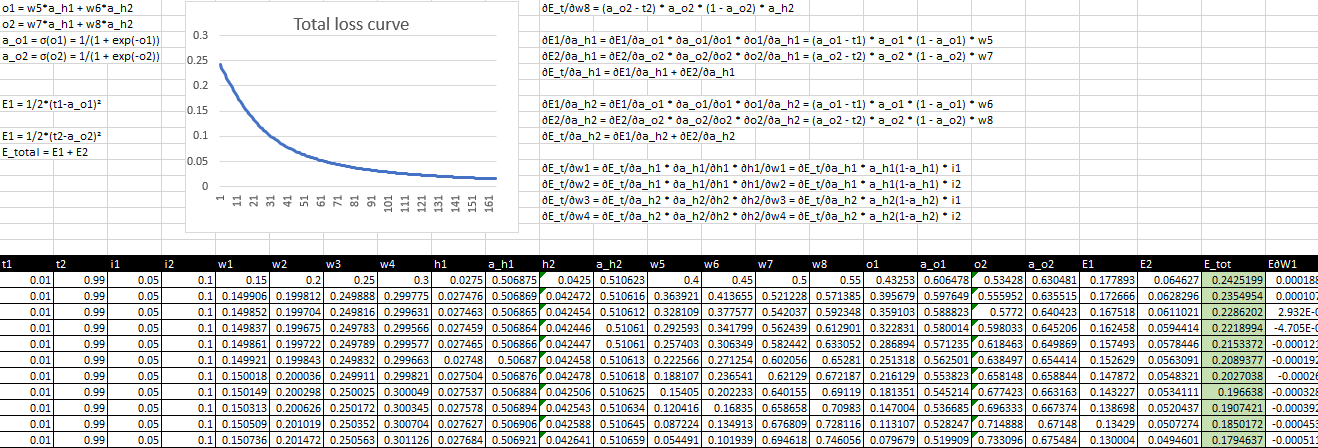 o1 = w5*a_h1 + w6*a_h2
o2 = w7*a_h1 + w8*a_h2
a_o1 = σ(o1) = 1/(1 + exp(-o1))
a_o2 = σ(o2) = 1/(1 + exp(-o2))
E1 = 1/2*(t1-a_o1)²
E1 = 1/2*(t2-a_o2)²
E_total = E1 + E2
Total loss curve
0.3
0.25
0.2
0.15
0.1
0.05
0
1 11 21 31 41 51 61 71 81 91 101 111 121 131 141 151 161
∂E_t/∂w8 = (a_o2 - t2) * a_o2 * (1 - a_o2) * a_h2
∂E1/∂a_h1 = ∂E1/∂a_o1 * ∂a_o1/∂o1 * ∂o1/∂a_h1 = (a_o1 - t1) * a_o1 * (1 - a_o1) * w5
∂E2/∂a_h1 = ∂E2/∂a_o2 * ∂a_o2/∂o2 * ∂o2/∂a_h1 = (a_o2 - t2) * a_o2 * (1 - a_o2) * w7
∂E_t/∂a_h1 = ∂E1/∂a_h1 + ∂E2/∂a_h1
∂E1/∂a_h2 = ∂E1/∂a_o1 * ∂a_o1/∂o1 * ∂o1/∂a_h2 = (a_o1 - t1) * a_o1 * (1 - a_o1) * w6
∂E2/∂a_h2 = ∂E2/∂a_o2 * ∂a_o2/∂o2 * ∂o2/∂a_h2 = (a_o2 - t2) * a_o2 * (1 - a_o2) * w8
∂E_t/∂a_h2 = ∂E1/∂a_h2 + ∂E2/∂a_h2
∂E_t/∂w1 = ∂E_t/∂a_h1 * ∂a_h1/∂h1 * ∂h1/∂w1 = ∂E_t/∂a_h1 * a_h1(1-a_h1) * i1
∂E_t/∂w2 = ∂E_t/∂a_h1 * ∂a_h1/∂h1 * ∂h1/∂w2 = ∂E_t/∂a_h1 * a_h1(1-a_h1) * i2
∂E_t/∂w3 = ∂E_t/∂a_h2 * ∂a_h2/∂h2 * ∂h2/∂w3 = ∂E_t/∂a_h2 * a_h2(1-a_h2) * i1
∂E_t/∂w4 = ∂E_t/∂a_h2 * ∂a_h2/∂h2 * ∂h2/∂w4 = ∂E_t/∂a_h2 * a_h2(1-a_h2) * i2
t1 t2 i1 i2 w1 w2 w3 w4 h1 a_h1 h2 a_h2 w5 w6 w7 w8 o1 a_o1 o2 a_o2 E1 E2 E_tot E∂W1
0.01 0.99 0.05 0.1 0.15 0.2 0.25 0.3 0.0275 0.506875 0.0425 0.510623 0.4 0.45 0.5 0.55 0.43253 0.606478 0.53428 0.630481 0.177893 0.064627 0.2425199 0.000188
0.01 0.99 0.05 0.1 0.149906 0.199812 0.249888 0.299775 0.027476 0.506869 0.042472 0.510616 0.363921 0.413655 0.521228 0.571385 0.395679 0.597649 0.555952 0.635515 0.172666 0.0628296 0.2354954 0.000107
0.01 0.99 0.05 0.1 0.149852 0.199704 0.249816 0.299631 0.027463 0.506865 0.042454 0.510612 0.328109 0.377577 0.542037 0.592348 0.359103 0.588823 0.5772 0.640423 0.167518 0.0611021 0.2286202 2.932E-0
0.01 0.99 0.05 0.1 0.149837 0.199675 0.249783 0.299566 0.027459 0.506864 0.042446 0.51061 0.292593 0.341799 0.562439 0.612901 0.322831 0.580014 0.598033 0.645206 0.162458 0.0594414 0.2218994 -4.705E-0
0.01 0.99 0.05 0.1 0.149861 0.199722 0.249789 0.299577 0.027465 0.506866 0.042447 0.51061 0.257403 0.306349 0.582442 0.633052 0.286894 0.571235 0.618463 0.649869 0.157493 0.0578446 0.2153372 -0.000121
0.01 0.99 0.05 0.1 0.149921 0.199843 0.249832 0.299663 0.02748 0.50687 0.042458 0.510613 0.222566 0.271254 0.602056 0.65281 0.251318 0.562501 0.638497 0.654414 0.152629 0.0563091 0.2089377 -0.000192
0.01 0.99 0.05 0.1 0.150018 0.200036 0.249911 0.299821 0.027504 0.506876 0.042478 0.510618 0.188107 0.236541 0.62129 0.672187 0.216129 0.553823 0.658148 0.658844 0.147872 0.0548321 0.2027038 -0.00026
0.01 0.99 0.05 0.1 0.150149 0.200298 0.250025 0.300049 0.027537 0.506884 0.042506 0.510625 0.15405 0.202233 0.640155 0.69119 0.181351 0.545214 0.677423 0.663163 0.143227 0.0534111 0.196638 -0.000328
0.01 0.99 0.05 0.1 0.150313 0.200626 0.250172 0.300345 0.027578 0.506894 0.042543 0.510634 0.120416 0.16835 0.658658 0.70983 0.147004 0.536685 0.696333 0.667374 0.138698 0.0520437 0.1907421 -0.000392
0.01 0.99 0.05 0.1 0.150509 0.201019 0.250352 0.300704 0.027627 0.506906 0.042588 0.510645 0.087224 0.134913 0.676809 0.728116 0.113107 0.528247 0.714888 0.67148 0.13429 0.0507274 0.1850172 -0.000453
0.01 0.99 0.05 0.1 0.150736 0.201472 0.250563 0.301126 0.027684 0.506921 0.042641 0.510659 0.054491 0.101939 0.694618 0.746056 0.079679 0.519909 0.733096 0.675484 0.130004 0.0494601 0.1794637 -0.000511